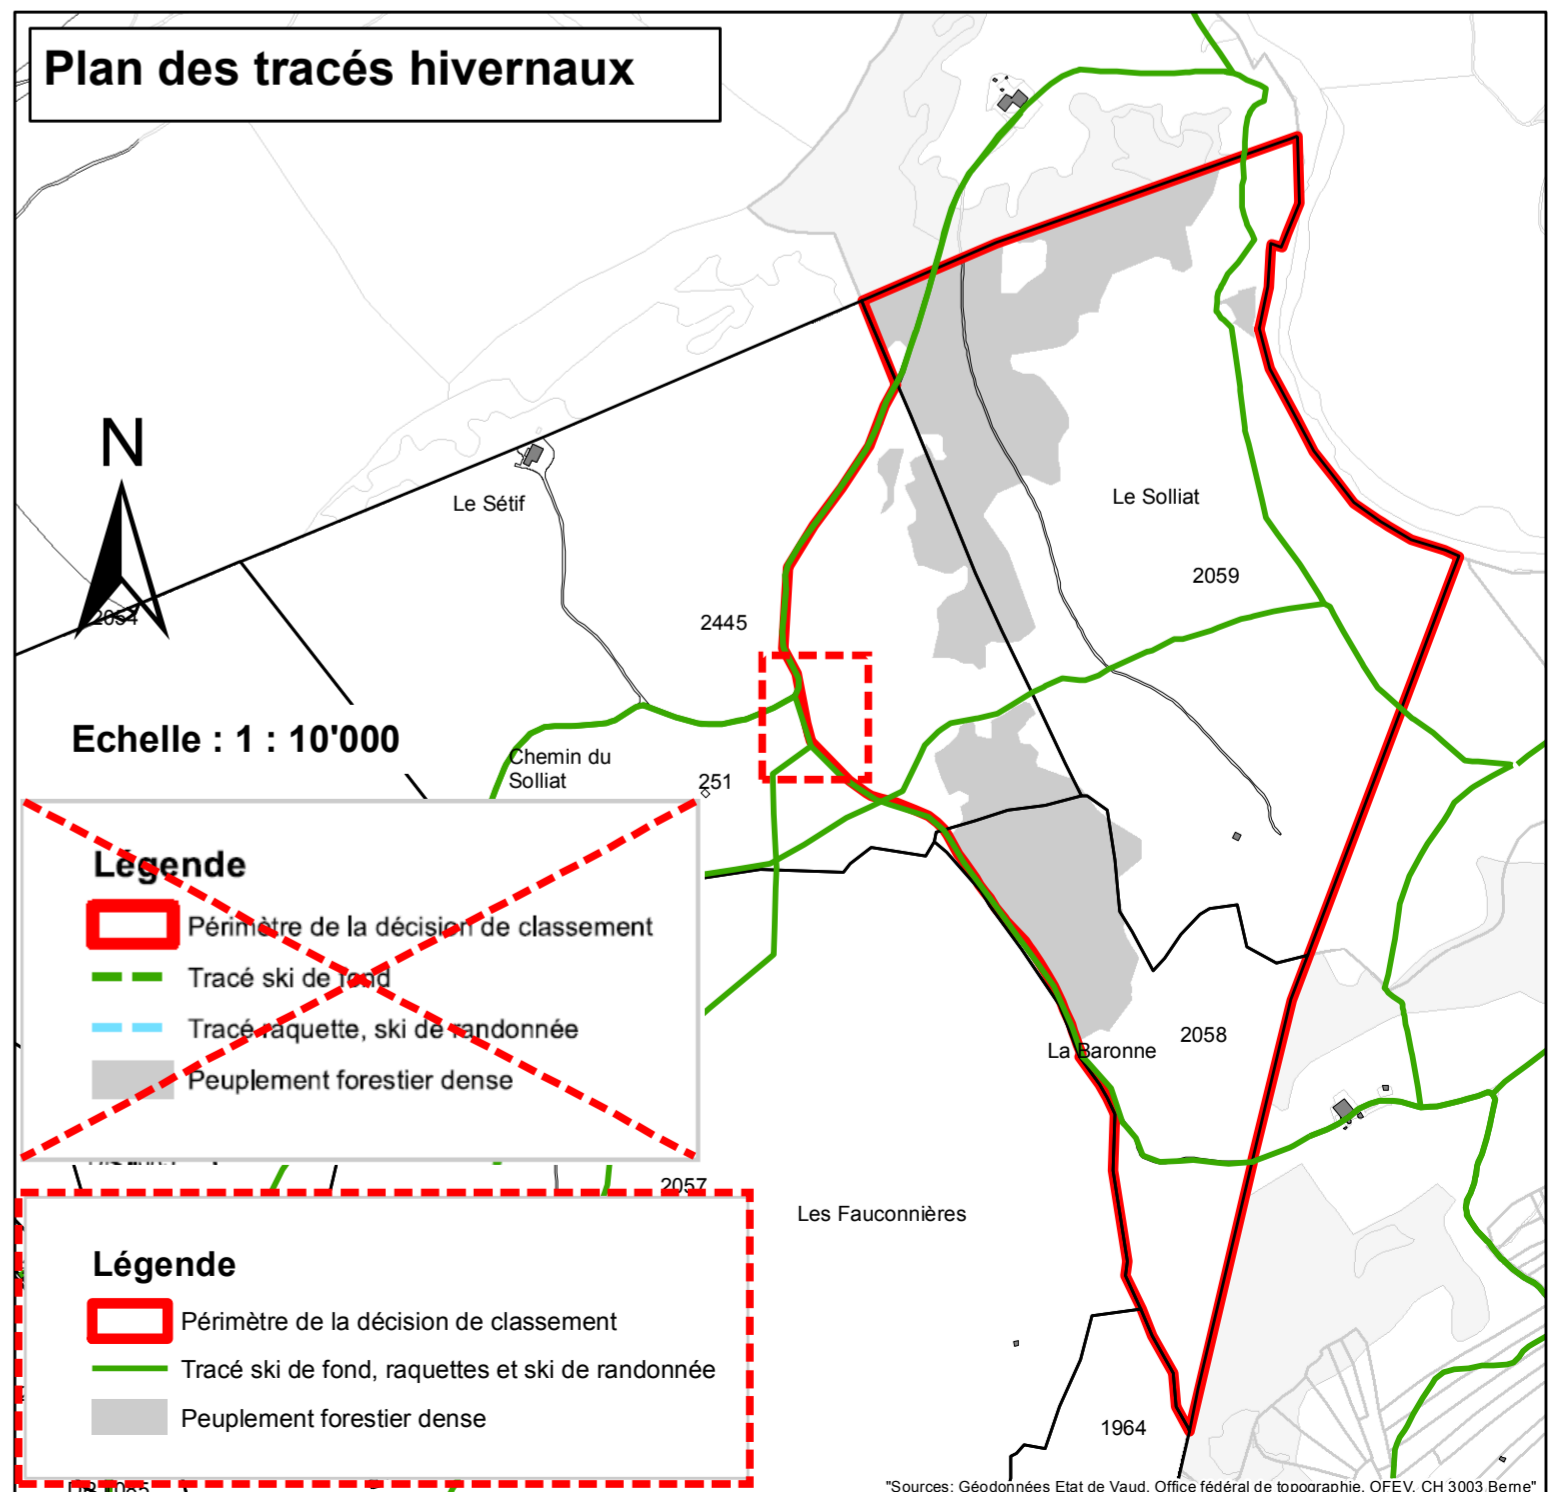 Plan des tracés hivernaux
N
Le Sétif
Le Solliat
2059
2054
2445
Echelle : 1 : 10'000
Chemin du
Solliat
251
Légende
Périmètre de la décision de classement
Tracé ski de fond
Tracé raquette, ski de randonnée
Peuplement forestier dense
2058
La Baronne
2057
Les Fauconnières
Légende
Périmètre de la décision de classement
Tracé ski de fond, raquettes et ski de randonnée
Peuplement forestier dense
1964
"Sources: Géodonnées Etat de Vaud, Office fédéral de topographie, OFEV, CH 3003 Berne"